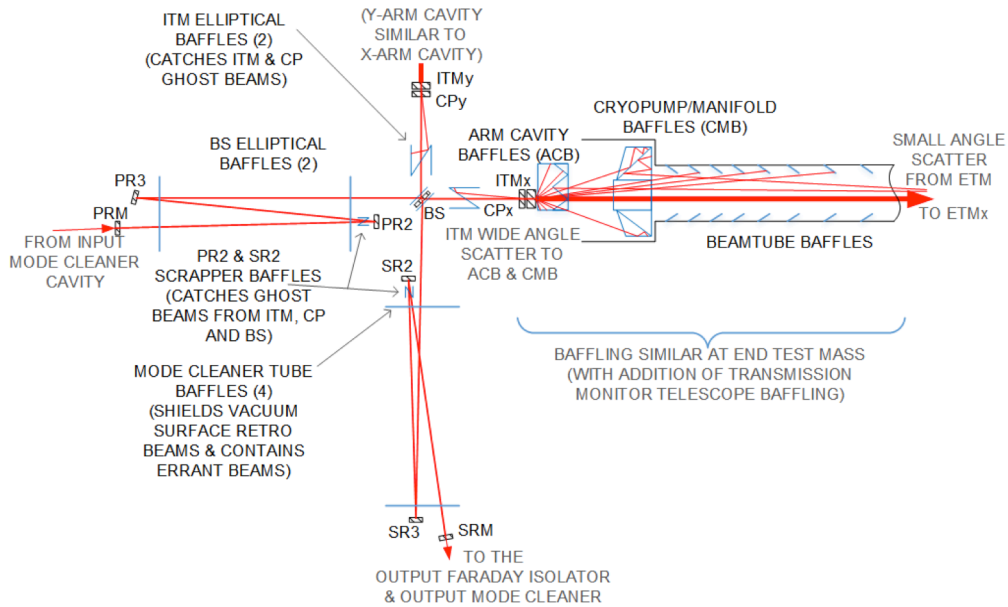 ITM ELLIPTICAL
BAFFLES (2)
(CATCHES ITM & CP
GHOST BEAMS)
(Y-ARM CAVITY
SIMILAR TO
X-ARM CAVITY)
ITMy
CPy
BS ELLIPTICAL
BAFFLES (2)
ARM CAVITY
BAFFLES (ACB)
CRYOPUMP/MANIFOLD
BAFFLES (CMB)
SMALL ANGLE
SCATTER
FROM ETM
PR3
PRM
FROM INPUT
MODE CLEANER
CAVITY
PR2
BS
ITMx
CPx
TO ETMx
ITM WIDE ANGLE
SCATTER TO
ACB & CMB
BEAMTUBE BAFFLES
PR2 & SR2
SCRAPPER BAFFLES
(CATCHES GHOST
BEAMS FROM ITM, CP
AND BS)
SR2
MODE CLEANER TUBE
BAFFLES (4)
(SHIELDS VACUUM
SURFACE RETRO
BEAMS & CONTAINS
ERRANT BEAMS)
BAFFLING SIMILAR AT END TEST MASS
(WITH ADDITION OF TRANSMISSION
MONITOR TELESCOPE BAFFLING)
SR3
SRM
TO THE
OUTPUT FARADAY ISOLATOR
& OUTPUT MODE CLEANER